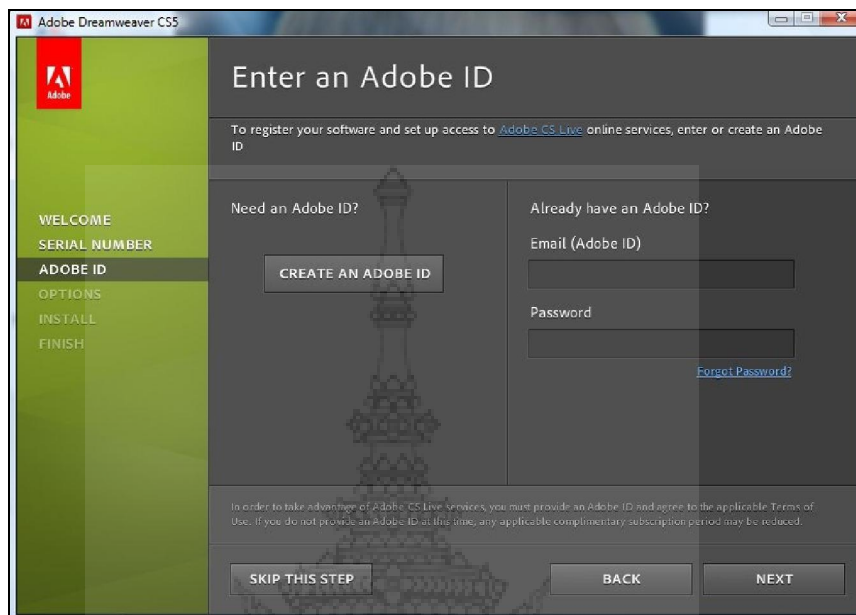 Adobe Dreamweaver CS5
Adobe
Enter an Adobe ID
To register your software and set up access to Adobe CS Live online services, enter or create an Adobe
ID
WELCOME
SERIAL NUMBER
ADOBE ID
OPTIONS
INSTALL
FINISH
Need an Adobe ID?
CREATE AN ADOBE ID
Already have an Adobe ID?
Email (Adobe ID)
Password
Forgot Password?
In order to take advantage of Adobe CS Live services, you must provide an Adobe ID and agree to the applicable Terms of
Use. If you do not provide an Adobe ID at this time, any applicable complimentary subscription period may be reduced.
SKIP THIS STEP
BACK
NEXT